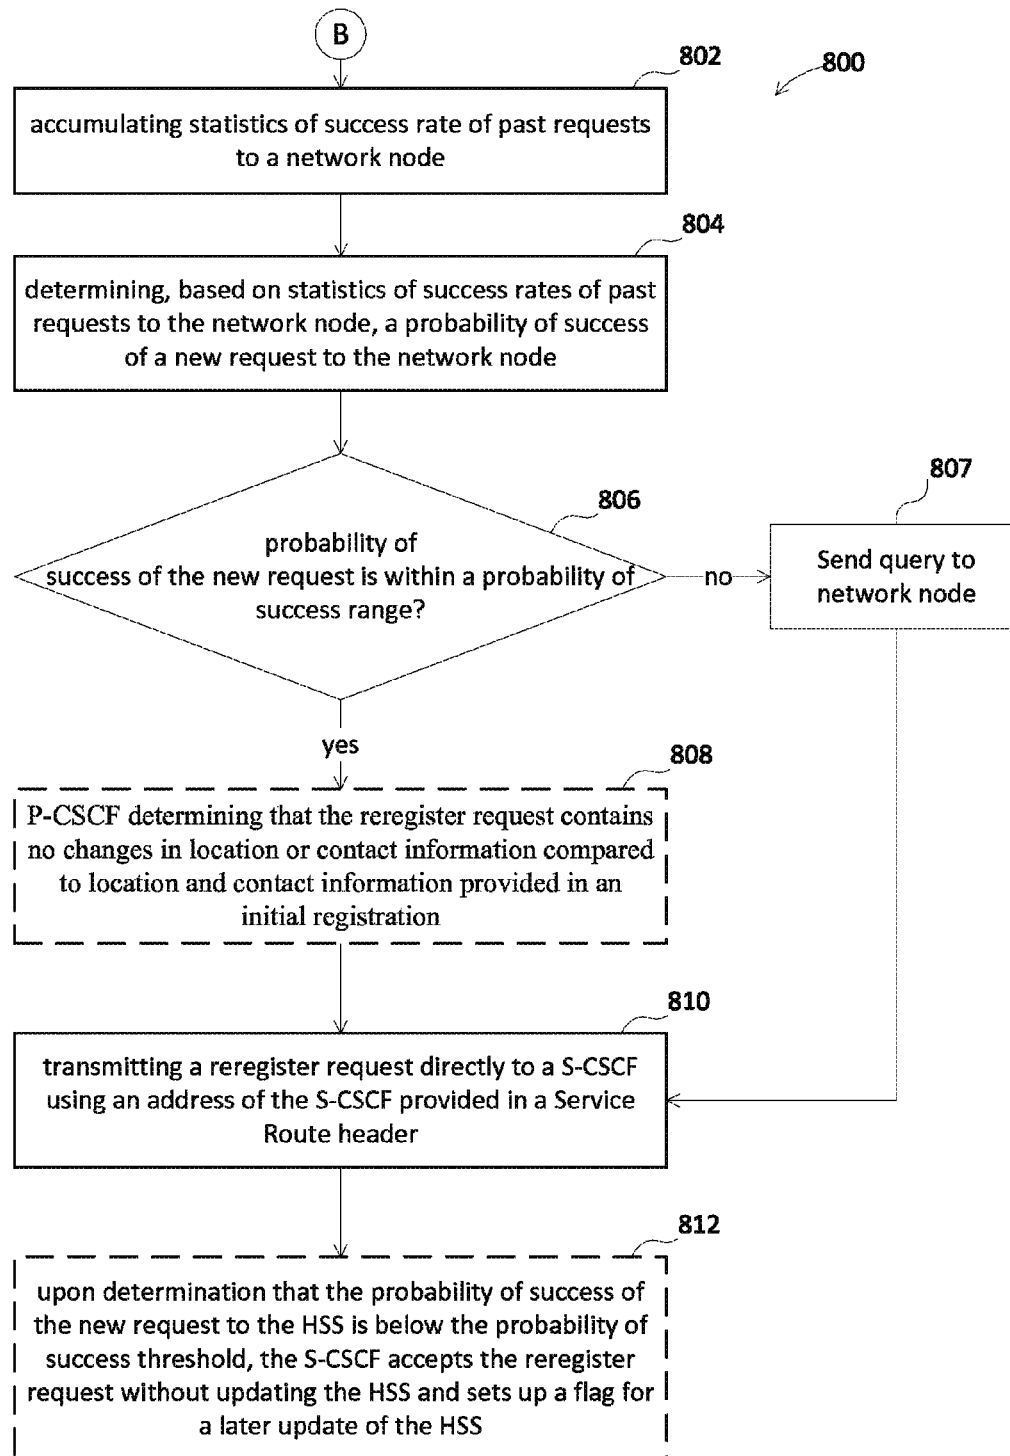 B
802
800
accumulating statistics of success rate of past requests
to a network node
804
determining, based on statistics of success rates of past
requests to the network node, a probability of success
of a new request to the network node
806
probability of
success of the new request is within a probability of
success range?
no
807
Send query to
network node
yes
808
P-CSCF determining that the reregister request contains
no changes in location or contact information compared
to location and contact information provided in an
initial registration
810
transmitting a reregister request directly to a S-CSCF
using an address of the S-CSCF provided in a Service
Route header
812
upon determination that the probability of success of
the new request to the HSS is below the probability of
success threshold, the S-CSCF accepts the reregister
request without updating the HSS and sets up a flag for
a later update of the HSS